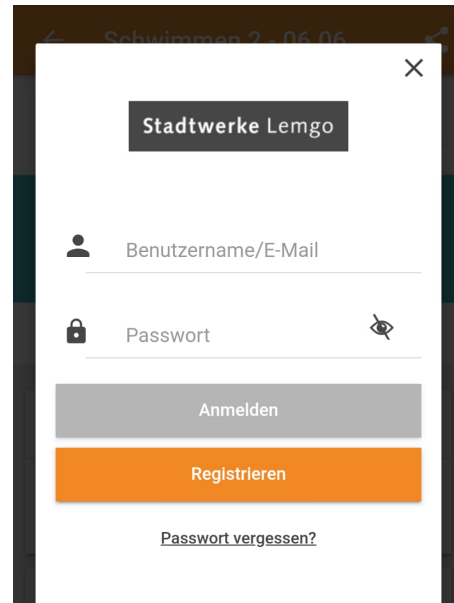 Schwimmen 2 - 06.06.
Stadtwerke Lemgo
Benutzername/E-Mail
Passwort
Anmelden
Registrieren
Passwort vergessen?